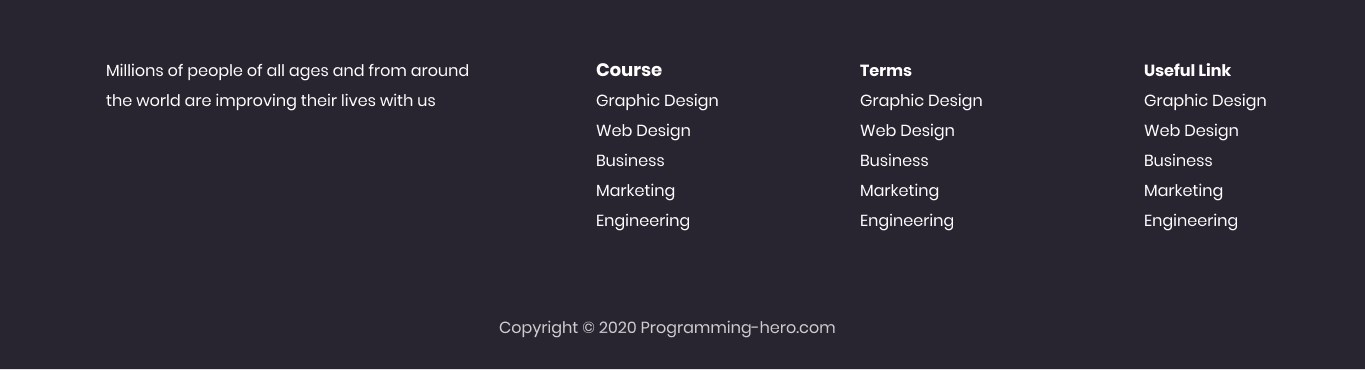 Millions of people of all ages and from around
the world are improving their lives with us
Course
Graphic Design
Web Design
Business
Marketing
Engineering
Terms
Graphic Design
Web Design
Business
Marketing
Engineering
Useful Link
Graphic Design
Web Design
Business
Marketing
Engineering
Copyright © 2020 Programming-hero.com